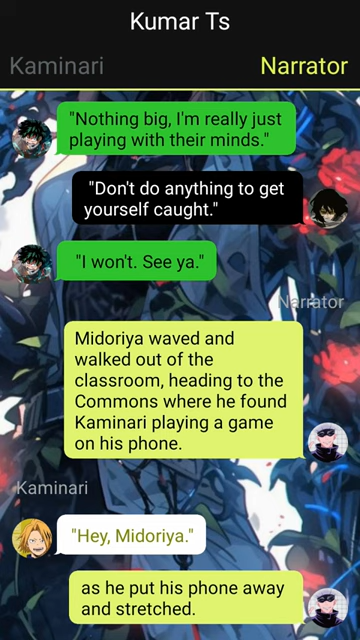 Kumar Ts
Kaminari
Narrator
"Nothing big, I'm really just
playing with their minds."
"Don't do anything to get
yourself caught."
"I won't. See ya."
Narrator
Midoriya waved and
walked out of the
classroom, heading to the
Commons where he found
Kaminari playing a game
on his phone.
Kaminari
"Hey, Midoriya."
as he put his phone away
and stretched.